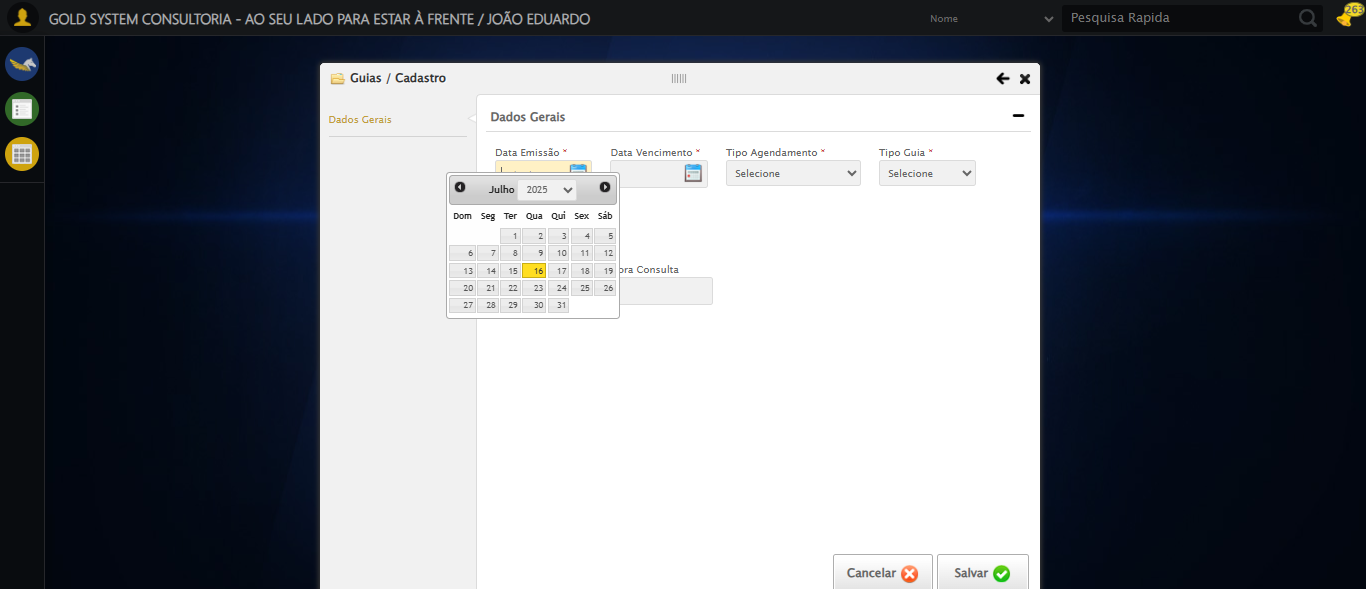 GOLD SYSTEM CONSULTORIA - AO SEU LADO PARA ESTAR À FRENTE / JOÃO EDUARDO
Nome
Pesquisa Rapida
263
Guias / Cadastro
Dados Gerais
Dados Gerais
Data Emissão * Data Vencimento * Tipo Agendamento * Tipo Guia *
Selecione Selecione
Julho 2025
Dom Seg Ter Qua Qui Sex Sáb
1 2 3 4 5
6 7 8 9 10 11 12
13 14 15 16 17 18 19
20 21 22 23 24 25 26
27 28 29 30 31
ora Consulta
Cancelar Salvar